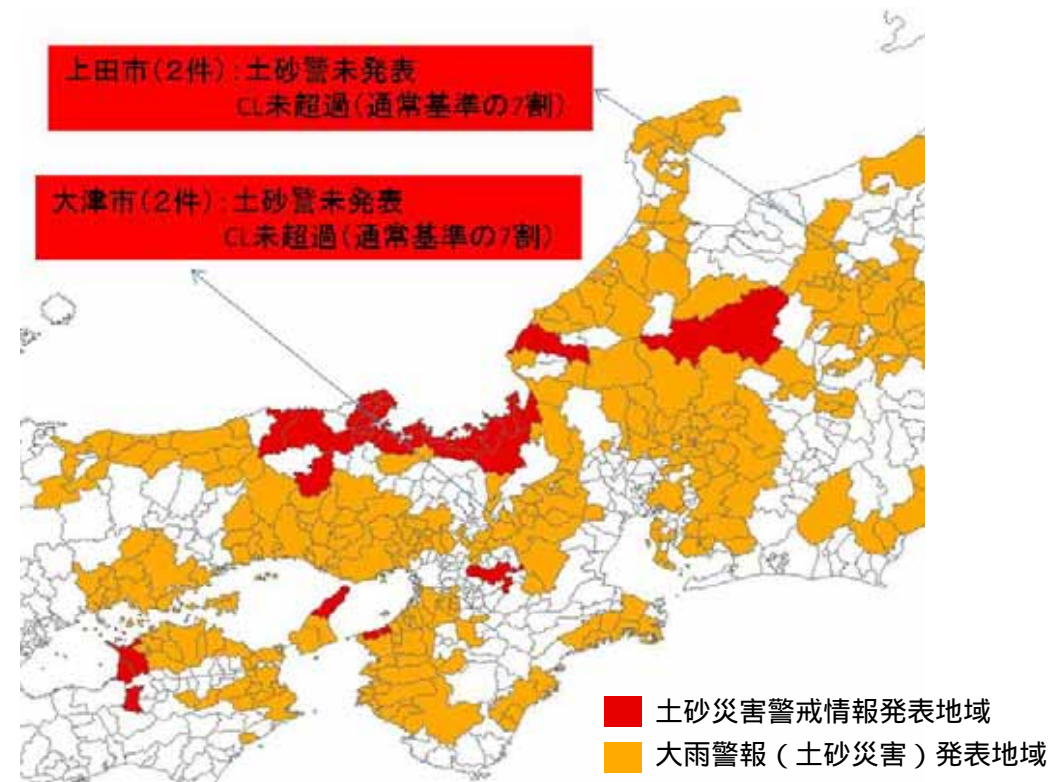 上田市(2件):土砂警未発表
CL未超過(通常基準の7割)
大津市(2件):土砂警未発表
CL未超過(通常基準の7割)
土砂災害警戒情報発表地域
大雨警報(土砂災害)発表地域